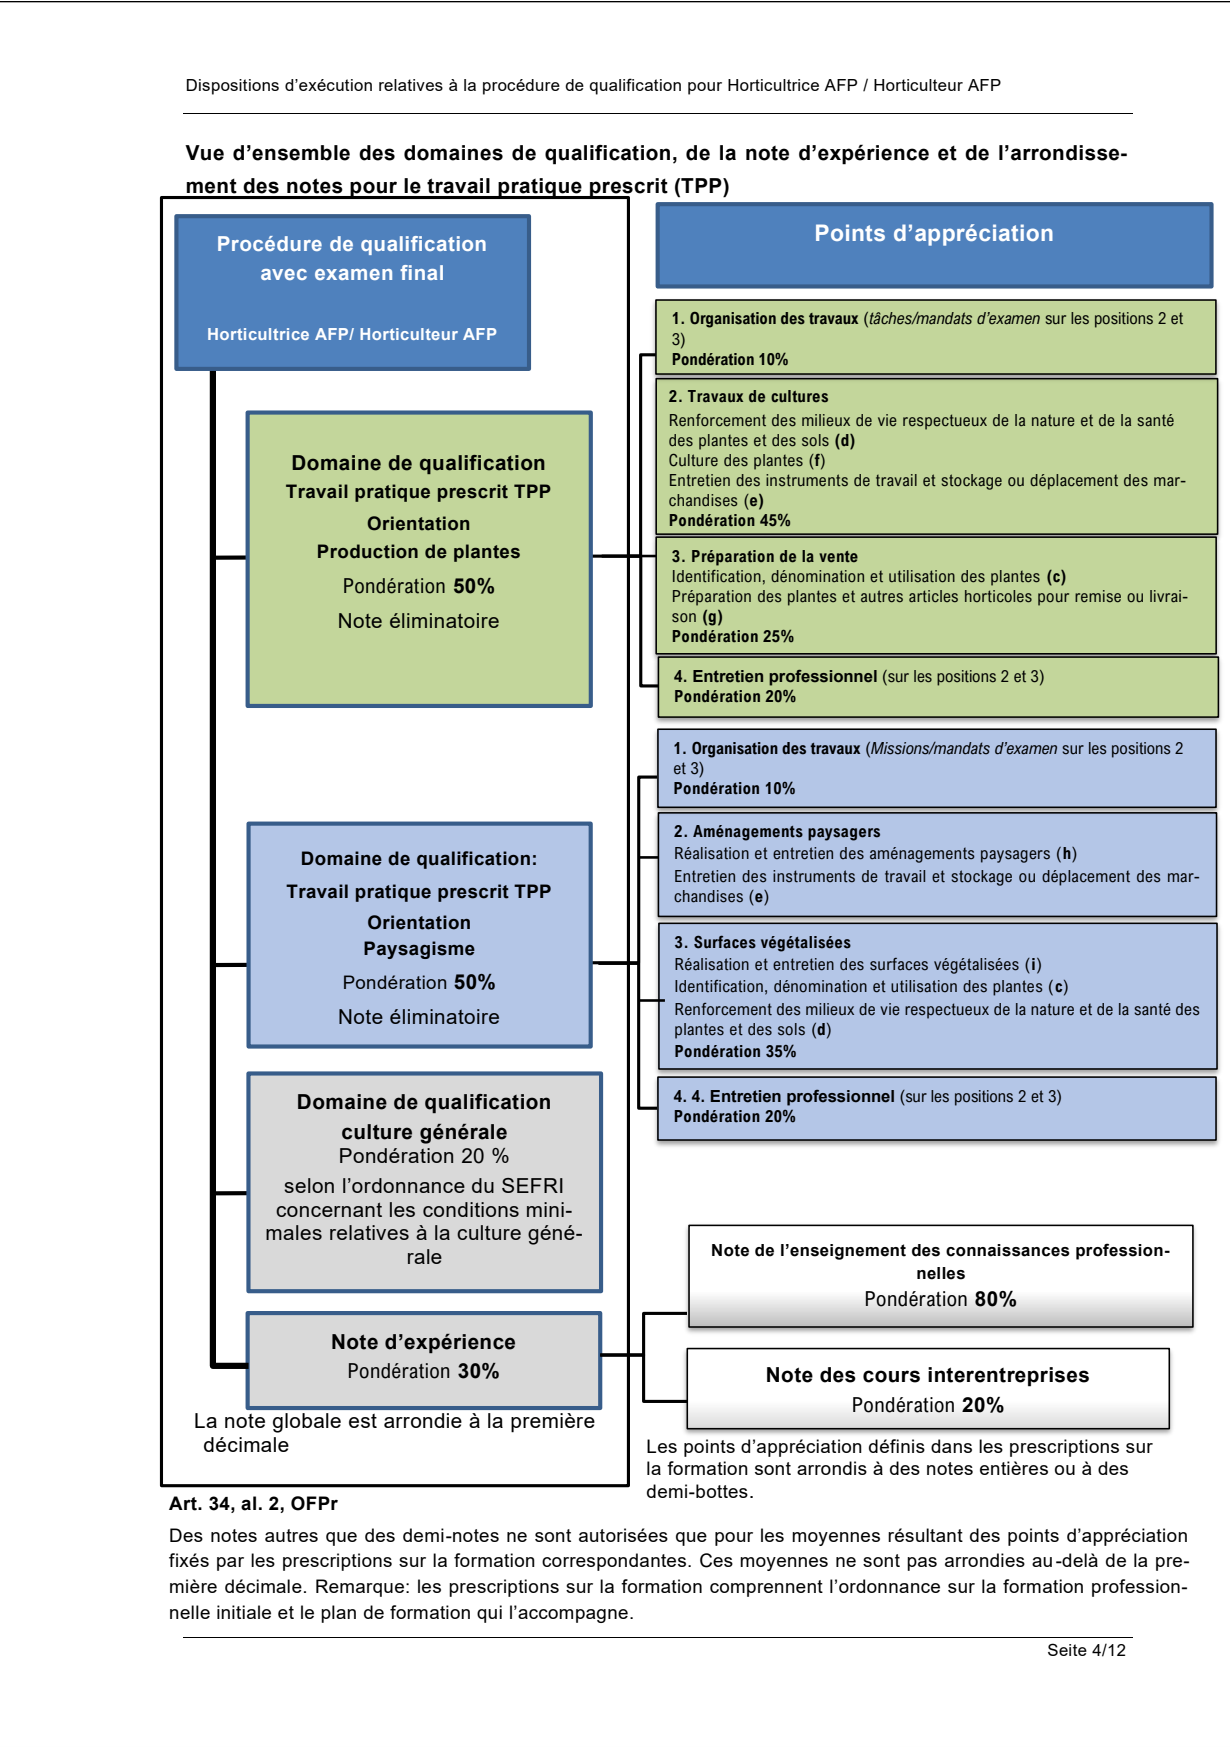 Dispositions d’exécution relatives à la procédure de qualification pour Horticultrice AFP / Horticulteur AFP
Vue d’ensemble des domaines de qualification, de la note d’expérience et de l’arrondisse-
ment des notes pour le travail pratique prescrit (TPP)
Procédure de qualification
avec examen final
Horticultrice AFP/ Horticulteur AFP
Points d’appréciation
Domaine de qualification
Travail pratique prescrit TPP
Orientation
Production de plantes
Pondération 50%
Note éliminatoire
1. Organisation des travaux (tâches/mandats d’examen sur les positions 2 et
3)
Pondération 10%
2. Travaux de cultures
Renforcement des milieux de vie respectueux de la nature et de la santé
des plantes et des sols (d)
Culture des plantes (f)
Entretien des instruments de travail et stockage ou déplacement des mar-
chandises (e)
Pondération 45%
3. Préparation de la vente
Identification, dénomination et utilisation des plantes (c)
Préparation des plantes et autres articles horticoles pour remise ou livrai-
son (g)
Pondération 25%
4. Entretien professionnel (sur les positions 2 et 3)
Pondération 20%
Domaine de qualification:
Travail pratique prescrit TPP
Orientation
Paysagisme
Pondération 50%
Note éliminatoire
1. Organisation des travaux (Missions/mandats d’examen sur les positions 2
et 3)
Pondération 10%
2. Aménagements paysagers
Réalisation et entretien des aménagements paysagers (h)
Entretien des instruments de travail et stockage ou déplacement des mar-
chandises (e)
3. Surfaces végétalisées
Réalisation et entretien des surfaces végétalisées (i)
Identification, dénomination et utilisation des plantes (c)
Renforcement des milieux de vie respectueux de la nature et de la santé des
plantes et des sols (d)
Pondération 35%
4. 4. Entretien professionnel (sur les positions 2 et 3)
Pondération 20%
Domaine de qualification
culture générale
Pondération 20 %
selon l’ordonnance du SEFRI
concernant les conditions mini-
males relatives à la culture géné-
rale
Note d’expérience
Pondération 30%
Note de l’enseignement des connaissances profession-
nelles
Pondération 80%
Note des cours interentreprises
Pondération 20%
La note globale est arrondie à la première
décimale
Les points d’appréciation définis dans les prescriptions sur
la formation sont arrondis à des notes entières ou à des
demi-bottes.
Art. 34, al. 2, OFPr
Des notes autres que des demi-notes ne sont autorisées que pour les moyennes résultant des points d’appréciation
fixés par les prescriptions sur la formation correspondantes. Ces moyennes ne sont pas arrondies au-delà de la pre-
mière décimale. Remarque: les prescriptions sur la formation comprennent l’ordonnance sur la formation profession-
nelle initiale et le plan de formation qui l’accompagne.
Seite 4/12